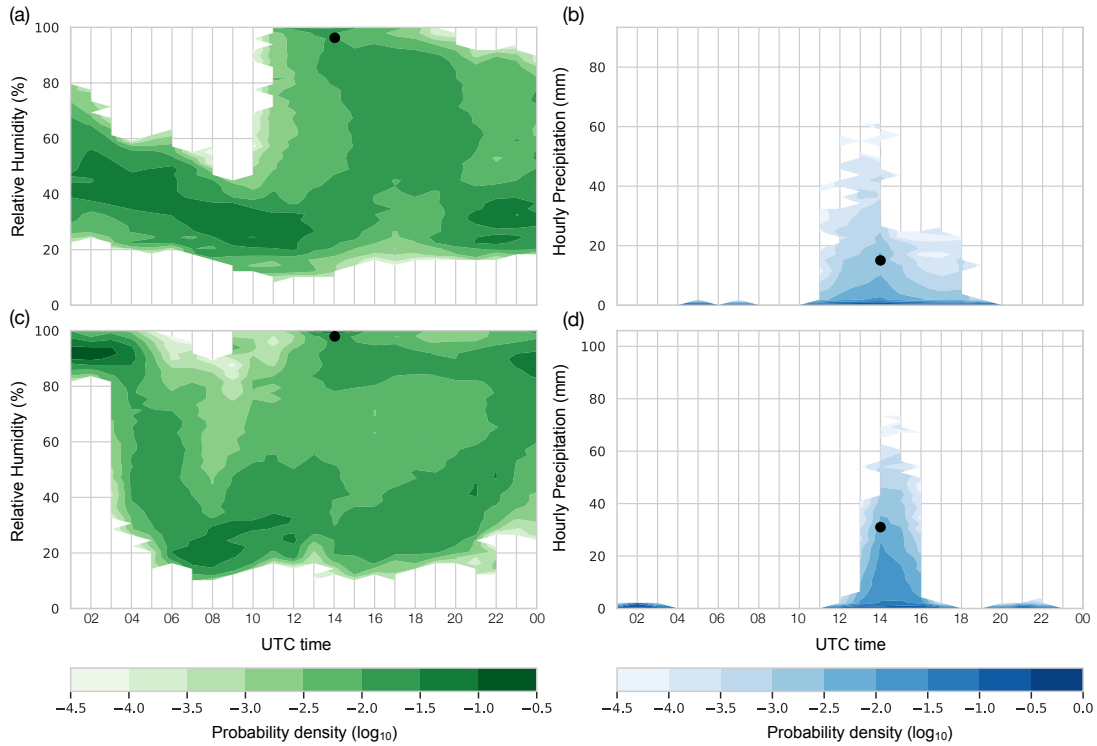 (a)
(b)
100
80
60
40
20
0
Relative Humidity (%)
80
60
40
20
0
Hourly Precipitation (mm)
(c)
(d)
100
80
60
40
20
0
Relative Humidity (%)
100
80
60
40
20
0
Hourly Precipitation (mm)
02 04 06 08 10 12 14 16 18 20 22 00
02 04 06 08 10 12 14 16 18 20 22 00
UTC time
UTC time
−4.5 −4.0 −3.5 −3.0 −2.5 −2.0 −1.5 −1.0 −0.5
−4.5 −4.0 −3.5 −3.0 −2.5 −2.0 −1.5 −1.0 −0.5 0.0
Probability density (log₁₀)
Probability density (log₁₀)